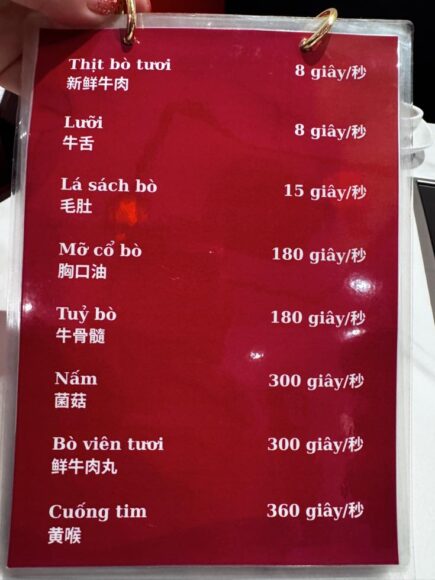 Thịt bò tươi 8 giây/秒
新鲜牛肉
Lưỡi 8 giây/秒
牛舌
Lá sách bò 15 giây/秒
毛肚
Mỡ cổ bò 180 giây/秒
胸口油
Tuỷ bò 180 giây/秒
牛骨髓
Nấm 300 giây/秒
菌菇
Bò viên tươi 300 giây/秒
鲜牛肉丸
Cuống tim 360 giây/秒
黄喉